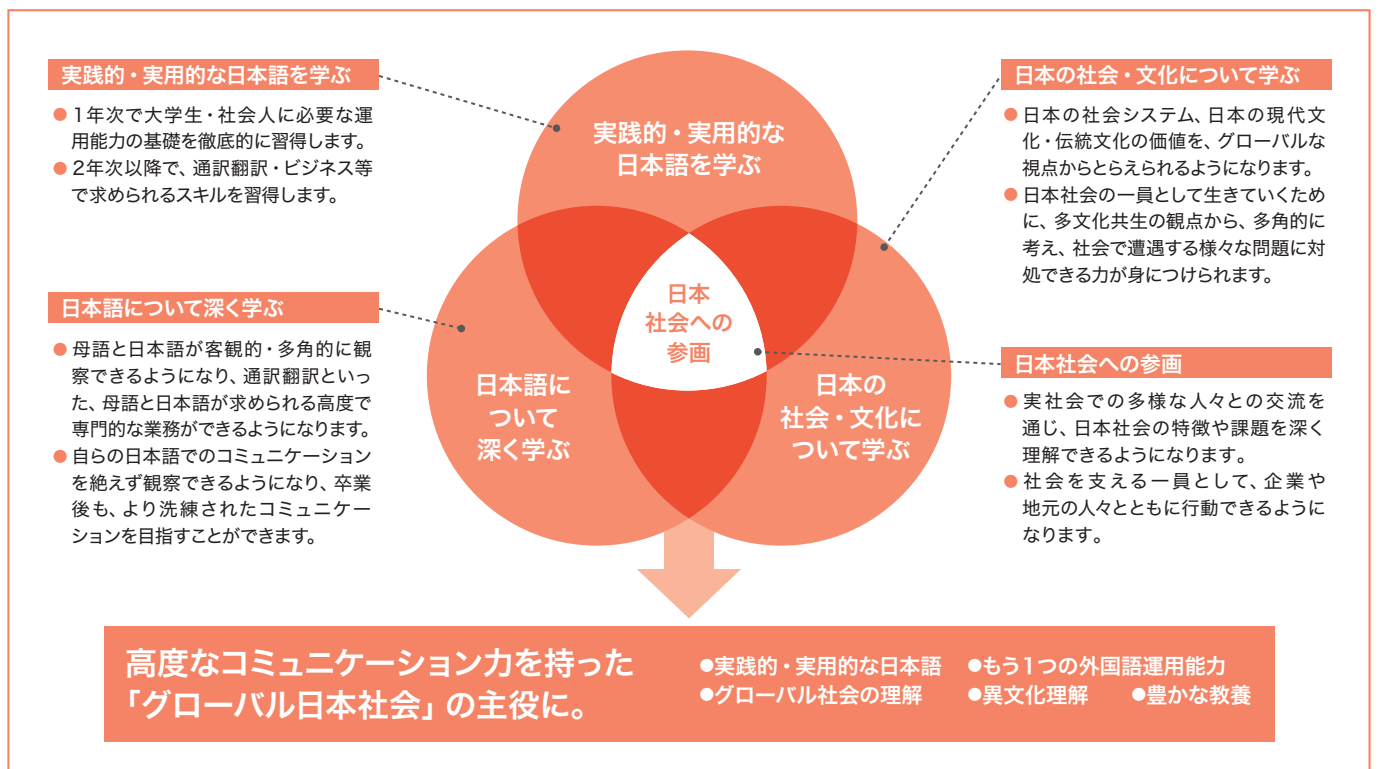 実践的・実用的な日本語を学ぶ
● 1年次で大学生・社会人に必要な運
用能力の基礎を徹底的に習得します。
● 2年次以降で、通訳翻訳・ビジネス等
で求められるスキルを習得します。
日本語について深く学ぶ
● 母語と日本語が客観的・多角的に観
察できるようになり、通訳翻訳といっ
た、母語と日本語が求められる高度で
専門的な業務ができるようになります。
● 自らの日本語でのコミュニケーション
を絶えず観察できるようになり、卒業
後も、より洗練されたコミュニケー
ションを目指すことができます。
実践的・実用的な
日本語を学ぶ
日本
社会への
参画
日本語に
ついて
深く学ぶ
日本の
社会・文化に
ついて学ぶ
日本の社会・文化について学ぶ
● 日本の社会システム、日本の現代文
化・伝統文化の価値を、グローバルな
視点からとらえられるようになります。
● 日本社会の一員として生きていくため
に、多文化共生の観点から、多角的に
考え、社会で遭遇する様々な問題に対
処できる力が身につけられます。
日本社会への参画
● 実社会での多様な人々との交流を
通じ、日本社会の特徴や課題を深く
理解できるようになります。
● 社会を支える一員として、企業や
地元の人々とともに行動できるように
なります。
高度なコミュニケーション力を持った
「グローバル日本社会」の主役に。
●実践的・実用的な日本語 ●もう1つの外国語運用能力
●グローバル社会の理解 ●異文化理解 ●豊かな教養